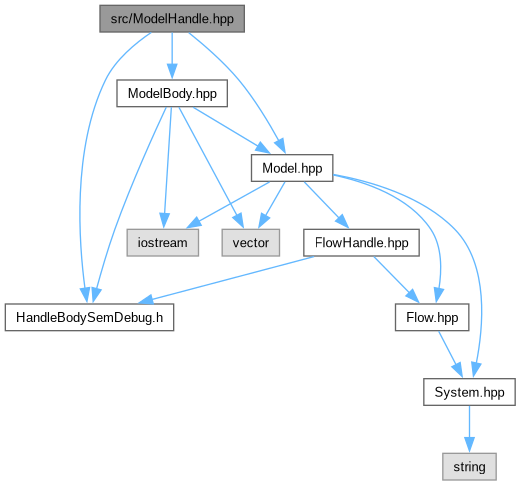 src/ModelHandle.hpp
ModelBody.hpp
Model.hpp
iostream
vector
FlowHandle.hpp
HandleBodySemDebug.h
Flow.hpp
System.hpp
string